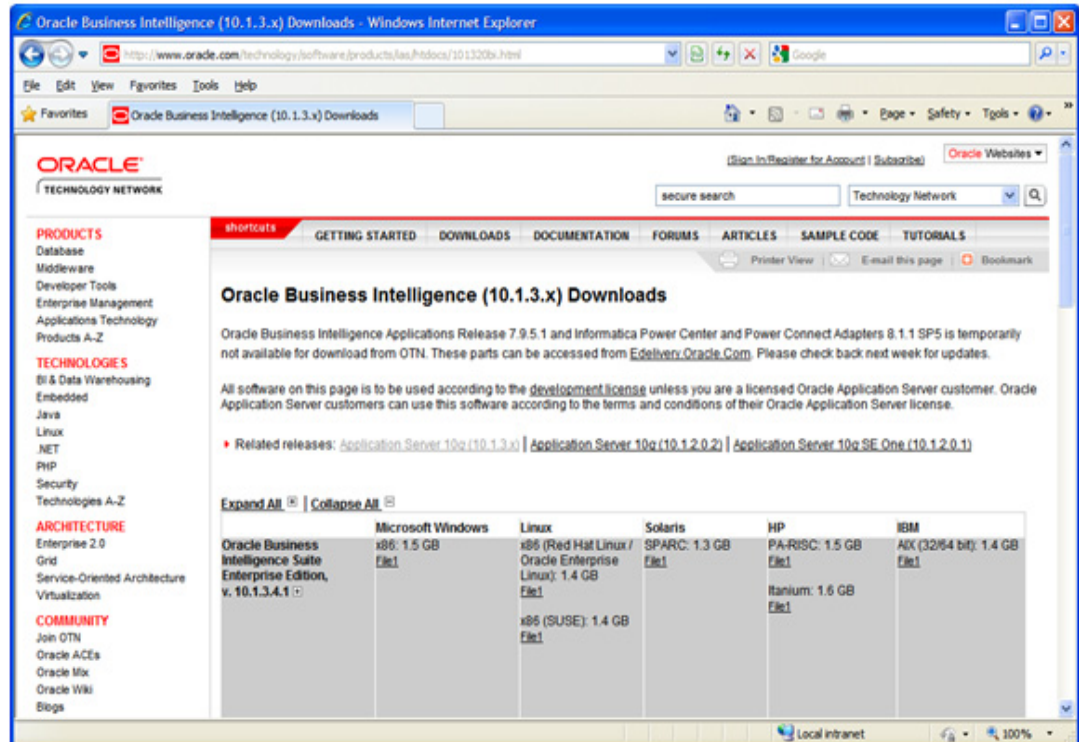 Oracle Business Intelligence (10.1.3.x) Downloads - Windows Internet Explorer
http://www.oracle.com/technology/software/products/ias/htdocs/101320bi.html
Google
File Edit View Favorites Tools Help
Favorites Oracle Business Intelligence (10.1.3.x) Downloads Page Safety Tools »
ORACLE
TECHNOLOGY NETWORK
(Sign In/Register for Account | Subscribe) Oracle Websites
secure search Technology Network
shortcuts GETTING STARTED DOWNLOADS DOCUMENTATION FORUMS ARTICLES SAMPLE CODE TUTORIALS
Printer View | E-mail this page | Bookmark
PRODUCTS
Database
Middleware
Developer Tools
Enterprise Management
Applications Technology
Products A-Z
TECHNOLOGIES
BI & Data Warehousing
Embedded
Java
Linux
.NET
PHP
Security
Technologies A-Z
ARCHITECTURE
Enterprise 2.0
Grid
Service-Oriented Architecture
Virtualization
COMMUNITY
Join OTN
Oracle ACEs
Oracle Mix
Oracle Wiki
Blogs
Oracle Business Intelligence (10.1.3.x) Downloads
Oracle Business Intelligence Applications Release 7.9.5.1 and Informatica Power Center and Power Connect Adapters 8.1.1 SP5 is temporarily
not available for download from OTN. These parts can be accessed from Edelivery.Oracle.Com. Please check back next week for updates.
All software on this page is to be used according to the development license unless you are a licensed Oracle Application Server customer. Oracle
Application Server customers can use this software according to the terms and conditions of their Oracle Application Server license.
Related releases: Application Server 10g (10.1.3.x) | Application Server 10g (10.1.2.0.2) | Application Server 10g SE One (10.1.2.0.1)
Expand All | Collapse All
Microsoft Windows Linux Solaris HP IBM
Oracle Business x86: 1.5 GB x86 (Red Hat Linux / SPARC: 1.3 GB PA-RISC: 1.5 GB AIX (32/64 bit): 1.4 GB
Intelligence Suite File1 Oracle Enterprise File1 File1 File1
Enterprise Edition, Linux): 1.4 GB
v. 10.1.3.4.1 File1 Itanium: 1.6 GB
File1
x86 (SUSE): 1.4 GB
File1
Local intranet 100%